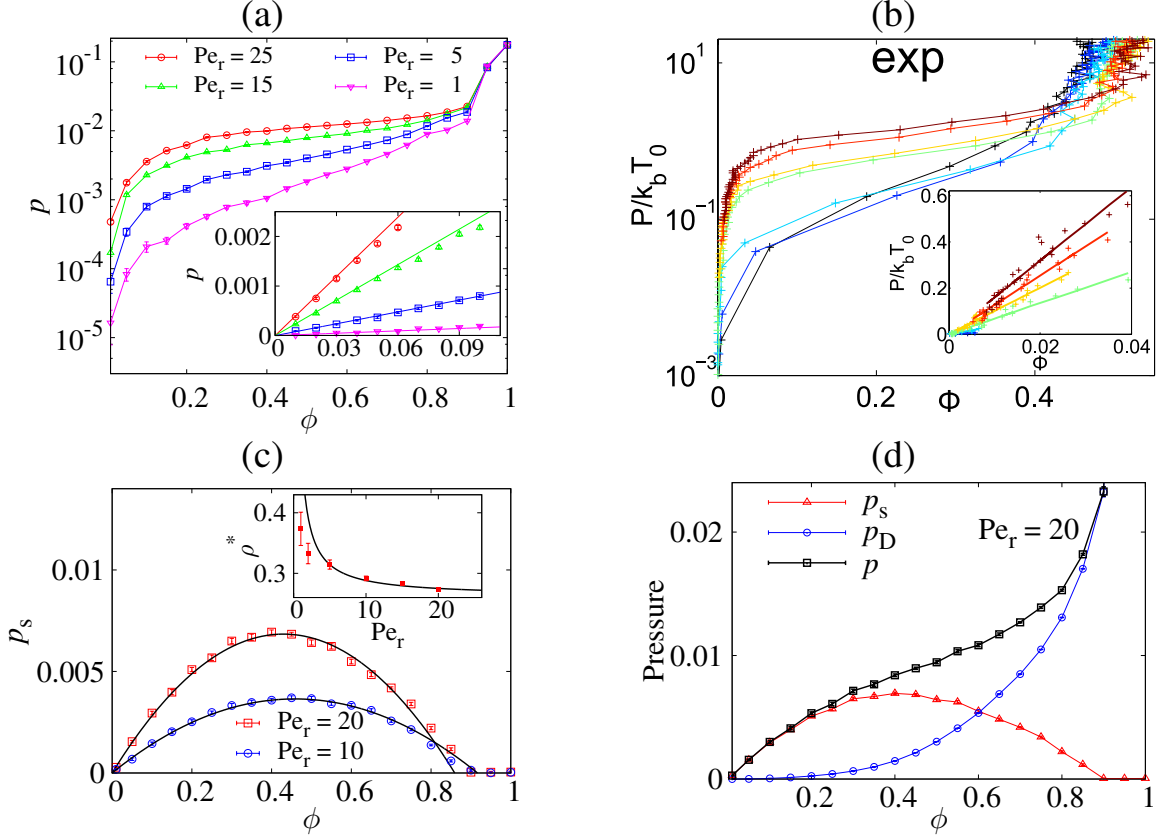 (a)
Pe_r = 25
Pe_r = 5
Pe_r = 15
Pe_r = 1
10^-1
10^-2
10^-3
10^-4
10^-5
p
0.2 0.4 0.6 0.8 1
ϕ
0.002
0.001
0
p
0 0.03 0.06 0.09
(b)
exp
10^1
10^-1
10^-3
P/k_bT_0
0 0.2 0.4
Φ
0.6
0.4
0.2
0
P/k_bT_0
0 0.02 0.04
Φ
(c)
0.01
0.005
0
p_s
0 0.2 0.4 0.6 0.8 1
ϕ
0.4
0.3
ρ*
0 10 20
Pe_r
Pe_r = 20
Pe_r = 10
(d)
p_s
p_D
p
Pe_r = 20
0.02
0.01
0
Pressure
0.2 0.4 0.6 0.8 1
ϕ